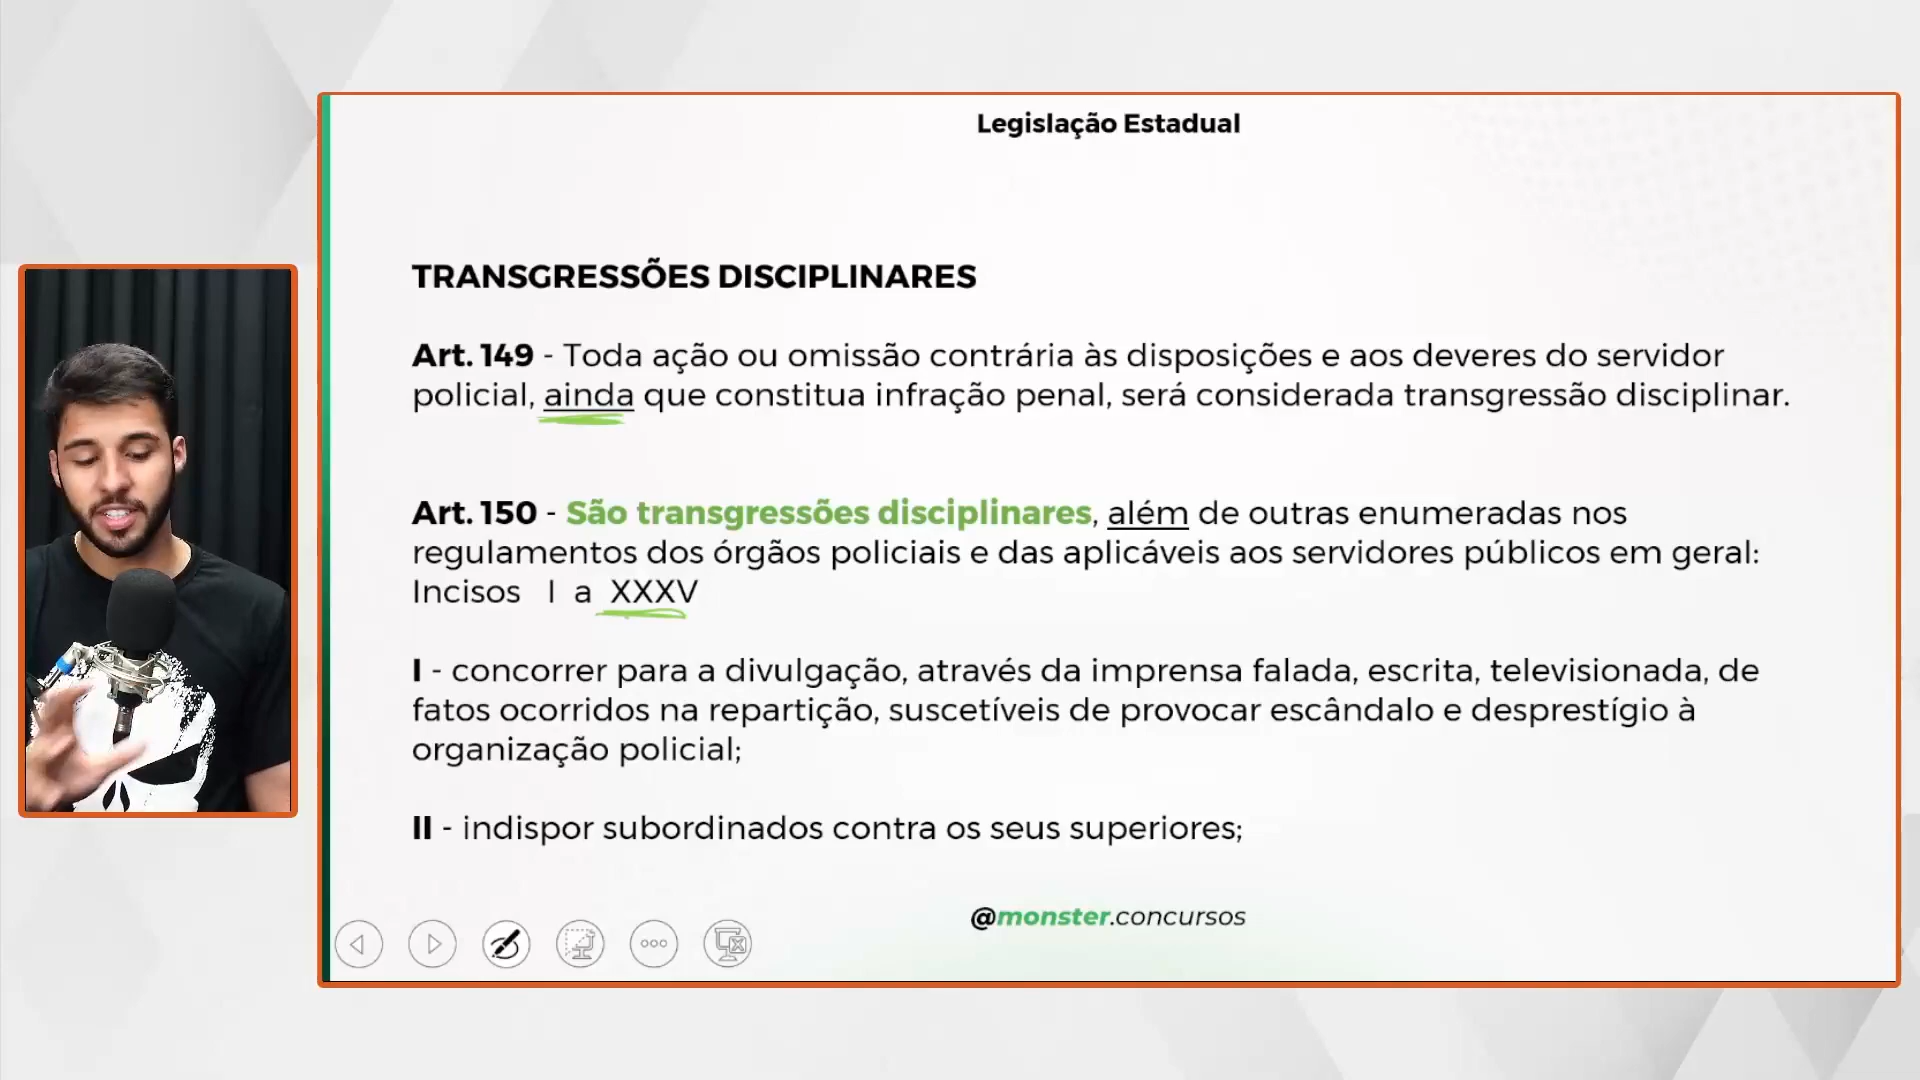 Legislação Estadual
TRANSGRESSÕES DISCIPLINARES
Art. 149 - Toda ação ou omissão contrária às disposições e aos deveres do servidor
policial, ainda que constitua infração penal, será considerada transgressão disciplinar.
Art. 150 - São transgressões disciplinares, além de outras enumeradas nos
regulamentos dos órgãos policiais e das aplicáveis aos servidores públicos em geral:
Incisos I a XXXV
I - concorrer para a divulgação, através da imprensa falada, escrita, televisionada, de
fatos ocorridos na repartição, suscetíveis de provocar escândalo e desprestígio à
organização policial;
II - indispor subordinados contra os seus superiores;
@monster.concursos